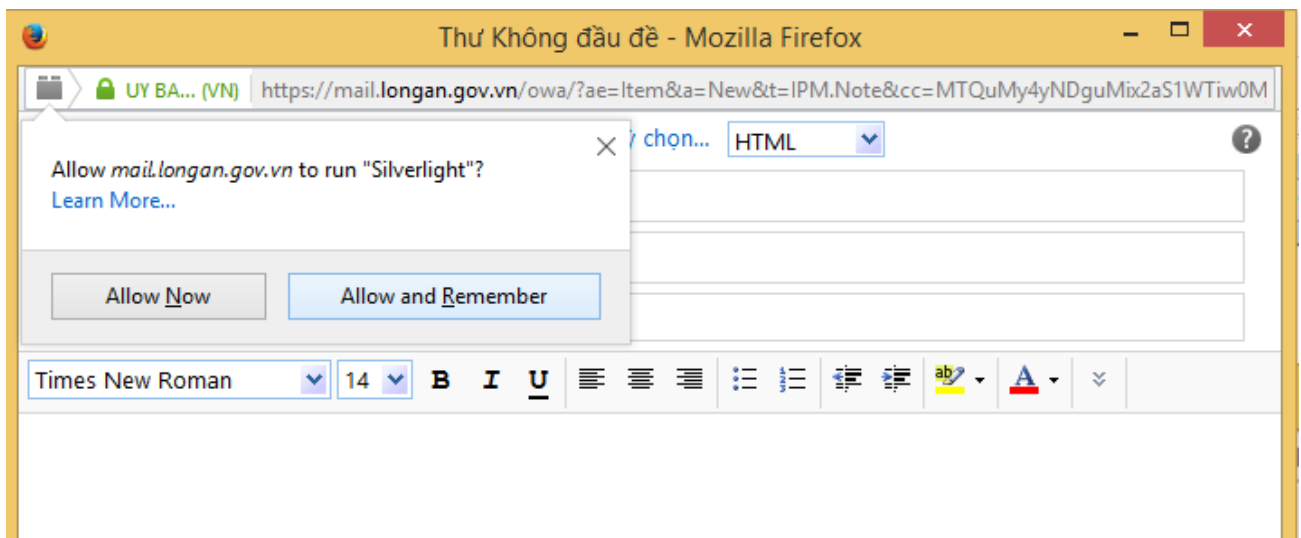 Thư Không đầu đề - Mozilla Firefox
UY BA... (VN) https://mail.longan.gov.vn/owa/?ae=Item&a=New&t=IPM.Note&cc=MTQuMy4yNDguMix2aS1WTiw0M
chọn... HTML
Allow mail.longan.gov.vn to run "Silverlight"?
Learn More...
Allow Now Allow and Remember
Times New Roman 14 B I U ab A